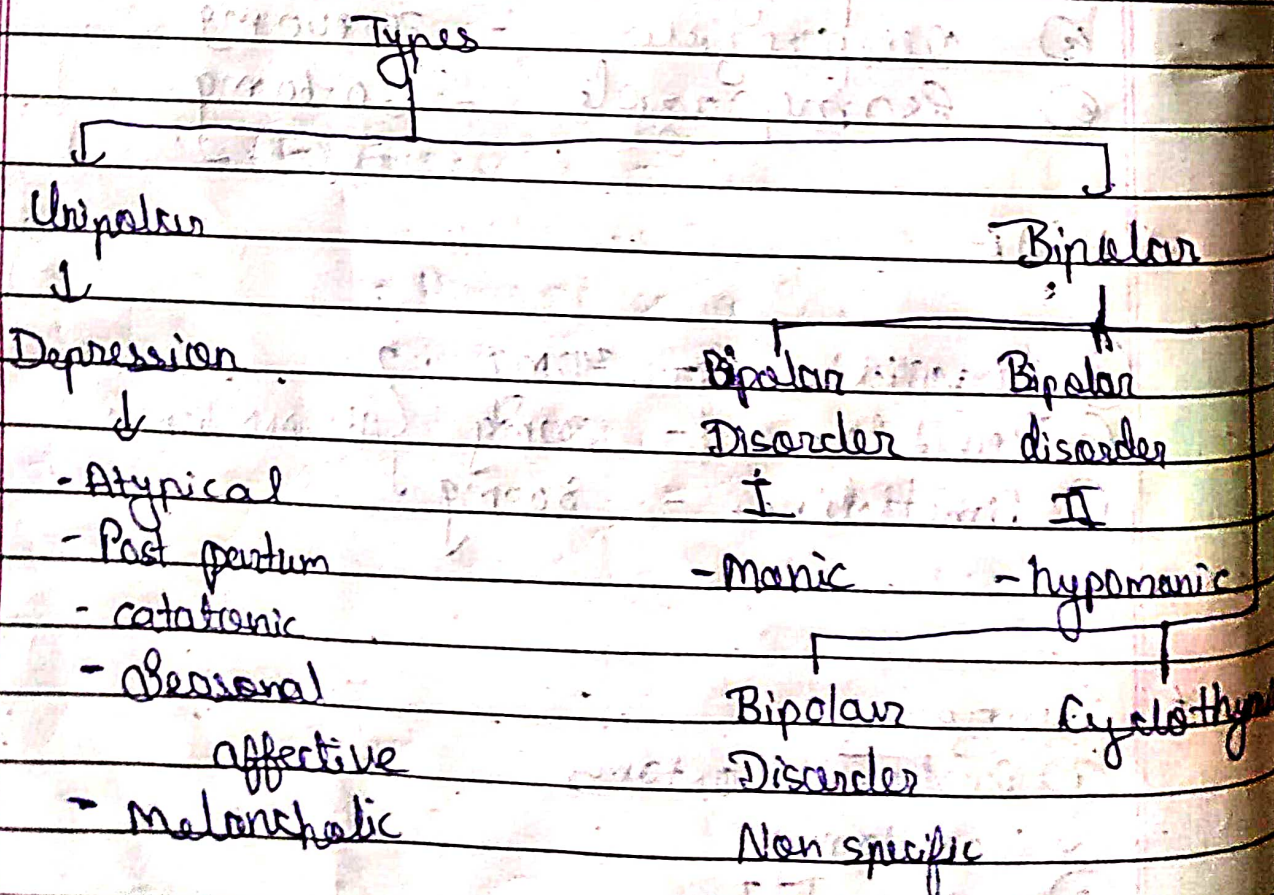 Types
Unipolar
Bipolar
Depression
- Atypical
- Post partum
- catatonic
- Seasonal
affective
- Melancholic
- Bipolar
Disorder
I
- Manic
Bipolar
disorder
II
- hypomanic
Bipolar
Disorder
Non specific
Cyclothym